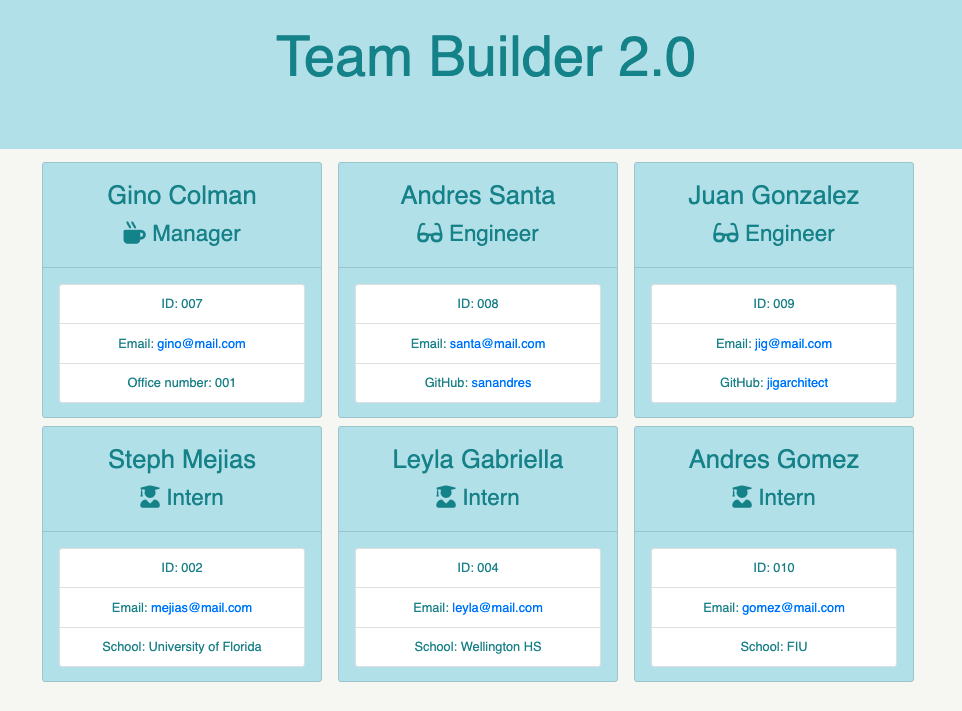 Team Builder 2.0
Gino Colman
Manager
ID: 007
Email: gino@mail.com
Office number: 001
Andres Santa
Engineer
ID: 008
Email: santa@mail.com
GitHub: sanandres
Juan Gonzalez
Engineer
ID: 009
Email: jig@mail.com
GitHub: jigarchitect
Steph Mejias
Intern
ID: 002
Email: mejias@mail.com
School: University of Florida
Leyla Gabriella
Intern
ID: 004
Email: leyla@mail.com
School: Wellington HS
Andres Gomez
Intern
ID: 010
Email: gomez@mail.com
School: FIU